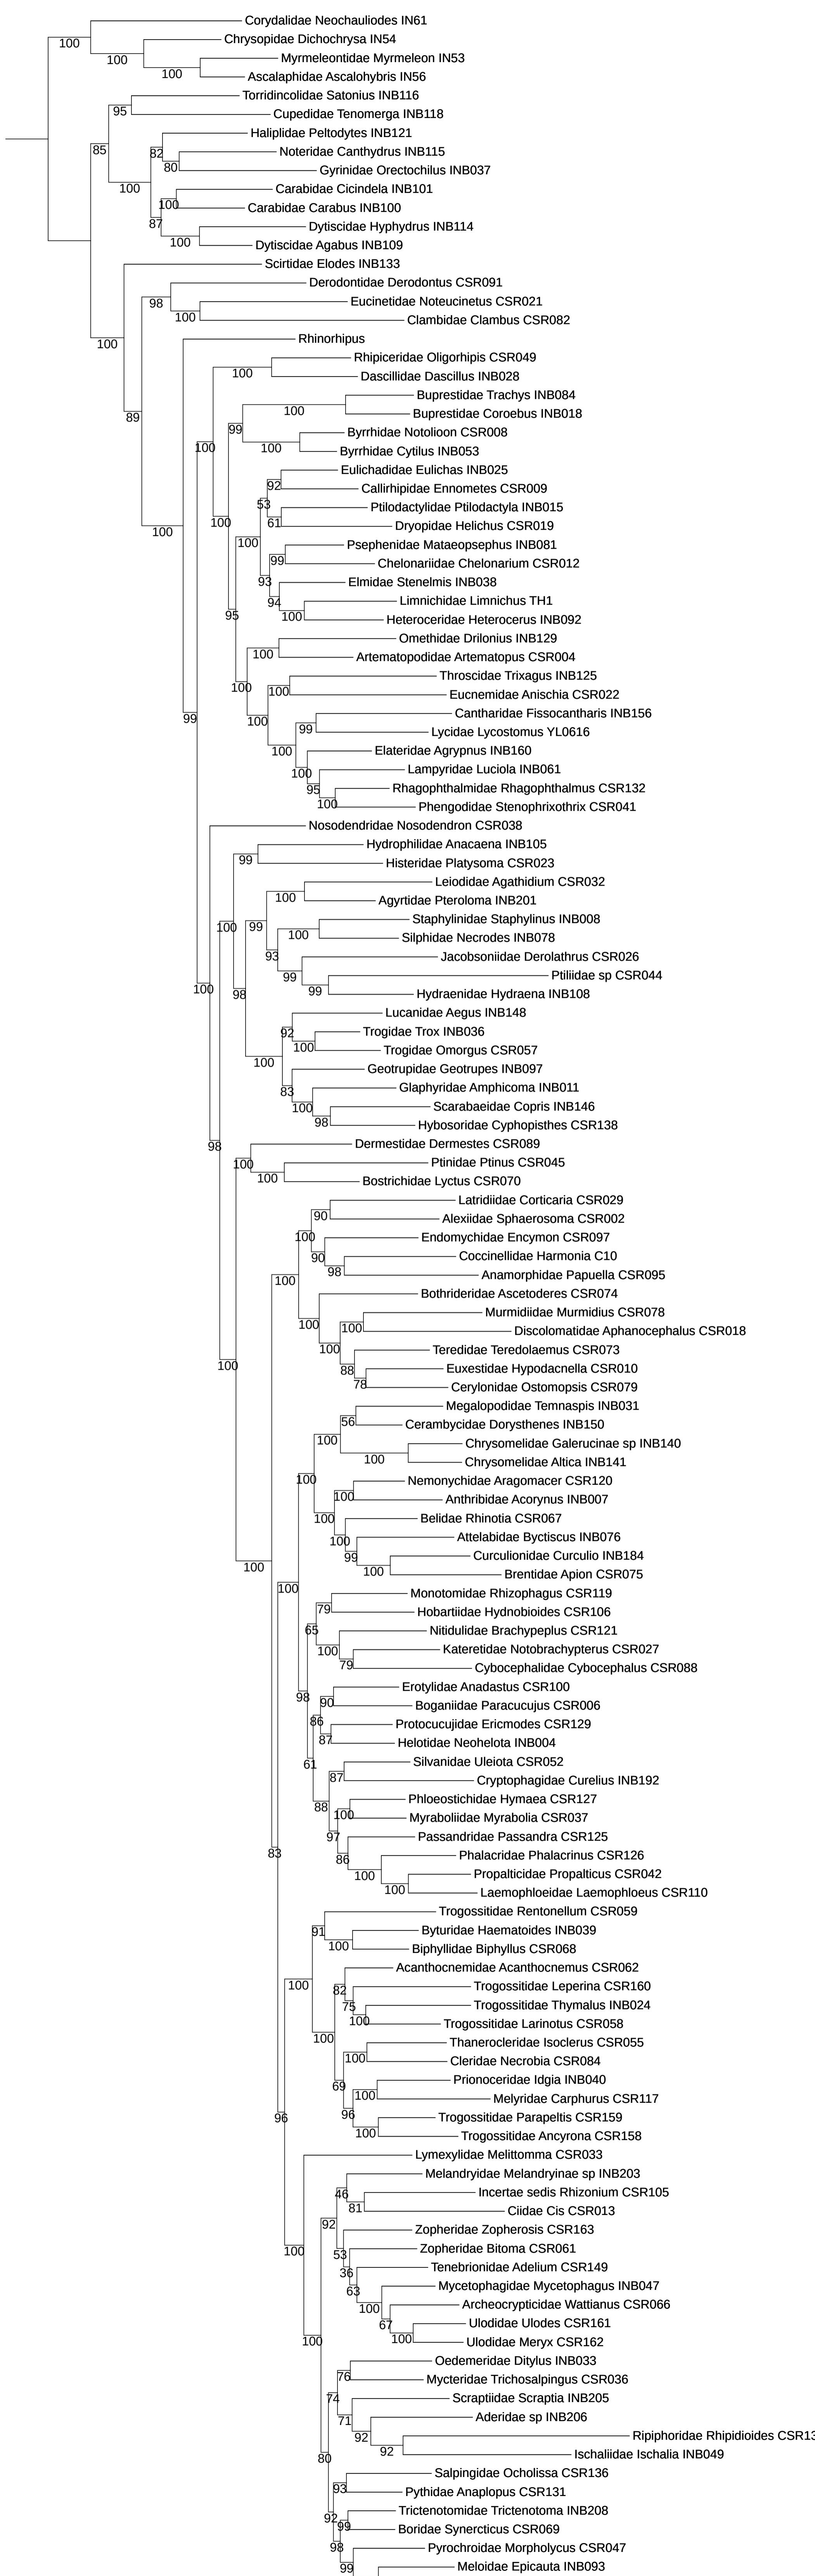 Corydalidae Neochauliodes IN61
Chrysopidae Dichochrysa IN54
100
Myrmeleontidae Myrmeleon IN53
100
100
Ascalaphidae Ascalohybris IN56
Torridincolidae Satonius INB116
95
Cupedidae Tenomerga INB118
Haliplidae Peltodytes INB121
85
82
Noteridae Canthydrus INB115
80
Gyrinidae Orectochilus INB037
100
Carabidae Cicindela INB101
100
Carabidae Carabus INB100
87
Dytiscidae Hyphydrus INB114
100
Dytiscidae Agabus INB109
Scirtidae Elodes INB133
Derodontidae Derodontus CSR091
98
Eucinetidae Noteucinetus CSR021
100
Clambidae Clambus CSR082
Rhinorhipus
100
Rhipiceridae Oligorhipis CSR049
100
Dascillidae Dascillus INB028
Buprestidae Trachys INB084
100
Buprestidae Coroebus INB018
89
99
Byrrhidae Notolioon CSR008
100
100
Byrrhidae Cytilus INB053
Eulichadidae Eulichas INB025
92
Callirhipidae Ennometes CSR009
53
Ptilodactylidae Ptilodactyla INB015
100
61
Dryopidae Helichus CSR019
100
100
Psephenidae Mataeopsephus INB081
99
Chelonariidae Chelonarium CSR012
93
Elmidae Stenelmis INB038
94
Limnichidae Limnichus TH1
95
100
Heteroceridae Heterocerus INB092
Omethidae Drilonius INB129
100
Artematopodidae Artematopus CSR004
Throscidae Trixagus INB125
100
100
Eucnemidae Anischia CSR022
Cantharidae Fissocantharis INB156
99
100
99
Lycidae Lycostomus YL0616
100
Elateridae Agrypnus INB160
100
Lampyridae Luciola INB061
95
Rhagophthalmidae Rhagophthalmus CSR132
100
Phengodidae Stenophrixothrix CSR041
Nosodendridae Nosodendron CSR038
Hydrophilidae Anacaena INB105
99
Histeridae Platysoma CSR023
Leiodidae Agathidium CSR032
100
Agyrtidae Pteroloma INB201
Staphylinidae Staphylinus INB008
100
99
100
Silphidae Necrodes INB078
93
Jacobsoniidae Derolathrus CSR026
99
Ptiliidae sp CSR044
100
98
99
Hydraenidae Hydraena INB108
Lucanidae Aegus INB148
92
Trogidae Trox INB036
100
Trogidae Omorgus CSR057
100
Geotrupidae Geotrupes INB097
83
Glaphyridae Amphicoma INB011
100
Scarabaeidae Copris INB146
98
Hybosoridae Cyphopisthes CSR138
98
Dermestidae Dermestes CSR089
100
Ptinidae Ptinus CSR045
100
Bostrichidae Lyctus CSR070
Latridiidae Corticaria CSR029
90
Alexiidae Sphaerosoma CSR002
100
Endomychidae Encymon CSR097
90
Coccinellidae Harmonia C10
98
Anamorphidae Papuella CSR095
100
Bothrideridae Ascetoderes CSR074
Murmidiidae Murmidius CSR078
100
100
Discolomatidae Aphanocephalus CSR018
100
Teredidae Teredolaemus CSR073
100
88
Euxestidae Hypodacnella CSR010
78
Cerylonidae Ostomopsis CSR079
Megalopodidae Temnaspis INB031
56
Cerambycidae Dorysthenes INB150
100
Chrysomelidae Galerucinae sp INB140
100
Chrysomelidae Altica INB141
100
Nemonychidae Aragomacer CSR120
100
Anthribidae Acorynus INB007
100
Belidae Rhinotia CSR067
Attelabidae Byctiscus INB076
100
Curculionidae Curculio INB184
99
100
100
Brentidae Apion CSR075
100
Monotomidae Rhizophagus CSR119
79
Hobartiidae Hydnobioides CSR106
65
Nitidulidae Brachypeplus CSR121
100
Kateretidae Notobrachypterus CSR027
79
Cybocephalidae Cybocephalus CSR088
Erotylidae Anadastus CSR100
98
90
Boganiidae Paracucujus CSR006
86
Protocucujidae Ericmodes CSR129
87
Helotidae Neohelota INB004
61
Silvanidae Uleiota CSR052
87
Cryptophagidae Curelius INB192
Phloeostichidae Hymaea CSR127
88
100
Myraboliidae Myrabolia CSR037
97
Passandridae Passandra CSR125
83
86
Phalacridae Phalacrinus CSR126
100
Propalticidae Propalticus CSR042
100
Laemophloeidae Laemophloeus CSR110
Trogossitidae Rentonellum CSR059
91
Byturidae Haematoides INB039
100
Biphyllidae Biphyllus CSR068
Acanthocnemidae Acanthocnemus CSR062
100
82
Trogossitidae Leperina CSR160
75
Trogossitidae Thymalus INB024
100
Trogossitidae Larinotus CSR058
100
Thanerocleridae Isoclerus CSR055
100
Cleridae Necrobia CSR084
Prionoceridae Idgia INB040
69
100
Melyridae Carphurus CSR117
96
96
Trogossitidae Parapeltis CSR159
100
Trogossitidae Ancyrona CSR158
Lymexylidae Melittomma CSR033
Melandryidae Melandryinae sp INB203
46
Incertae sedis Rhizonium CSR105
81
Ciidae Cis CSR013
92
Zopheridae Zopherosis CSR163
100
53
Zopheridae Bitoma CSR061
36
Tenebrionidae Adelium CSR149
63
Mycetophagidae Mycetophagus INB047
100
Archeocrypticidae Wattianus CSR066
67
Ulodidae Ulodes CSR161
100
100
Ulodidae Meryx CSR162
Oedemeridae Ditylus INB033
76
Mycteridae Trichosalpingus CSR036
74
Scraptiidae Scraptia INB205
71
Aderidae sp INB206
92
Ripiphoridae Rhipidioides CSR13
92
80
Ischaliidae Ischalia INB049
Salpingidae Ocholissa CSR136
93
Pythidae Anaplopus CSR131
92
Trictenotomidae Trictenotoma INB208
99
Boridae Synercticus CSR069
98
Pyrochroidae Morpholycus CSR047
99
Meloidae Epicauta INB093